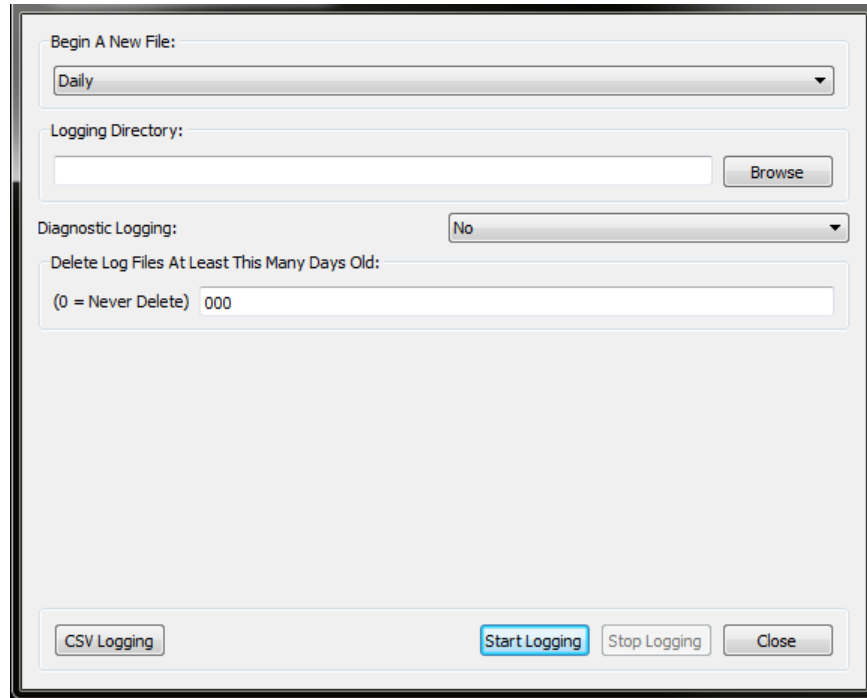 Begin A New File:
Daily
Logging Directory:
Browse
Diagnostic Logging: No
Delete Log Files At Least This Many Days Old:
(0 = Never Delete) 000
CSV Logging Start Logging Stop Logging Close